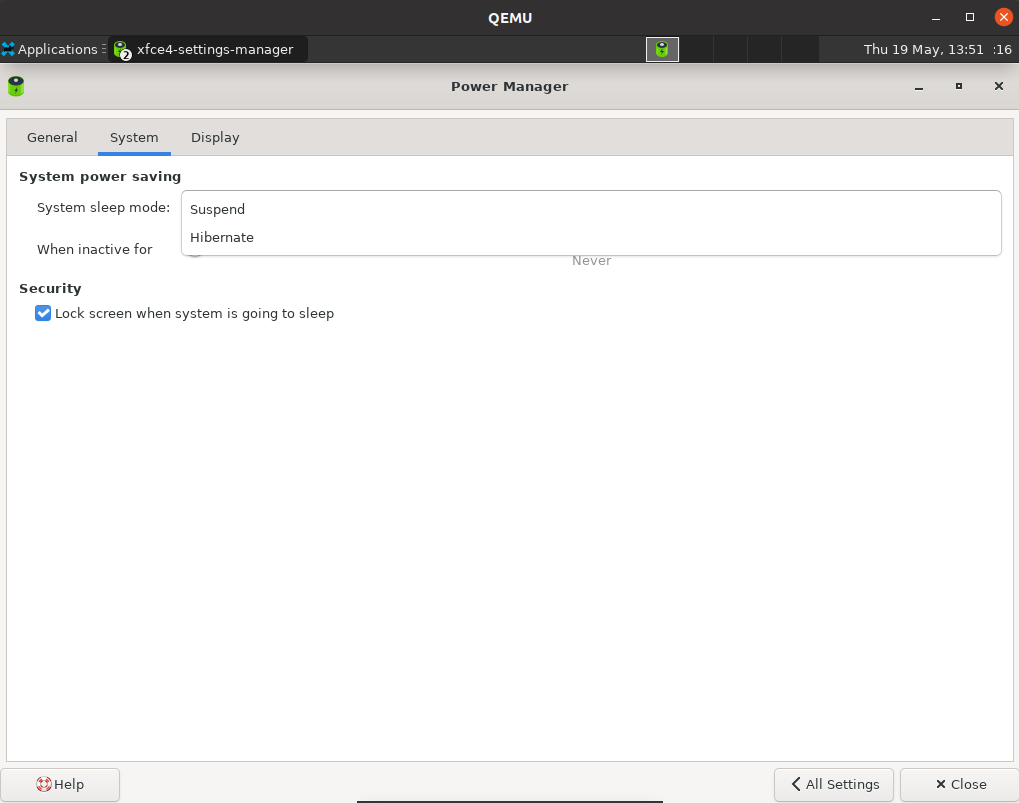 QEMU
Applications 2 xfce4-settings-manager Thu 19 May, 13:51 :16
Power Manager
General System Display
System power saving
System sleep mode: Suspend
Hibernate
When inactive for
Never
Security
Lock screen when system is going to sleep
Help All Settings Close